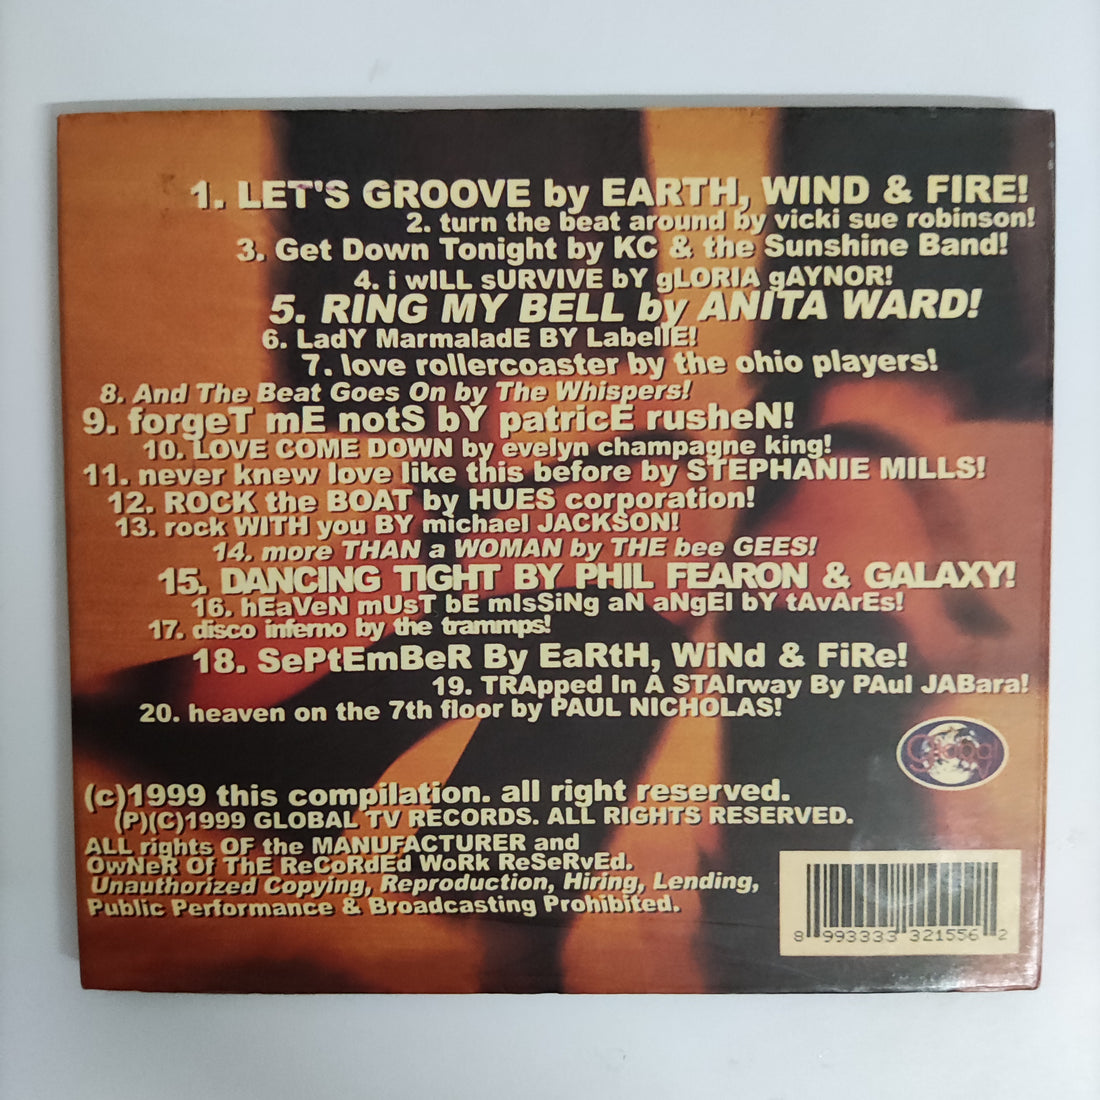 1. LET'S GROOVE by EARTH, WIND & FIRE!
2. turn the beat around by vicki sue robinson!
3. Get Down Tonight by KC & the Sunshine Band!
4. i wILL sURVIVE bY gLORIA gAYNOR!
5. RING MY BELL by ANITA WARD!
6. LadY MarmaladE BY LabellE!
7. love rollercoaster by the ohio players!
8. And The Beat Goes On by The Whispers!
9. forgeT mE notS bY patricE rusheN!
10. LOVE COME DOWN by evelyn champagne king!
11. never knew love like this before by STEPHANIE MILLS!
12. ROCK the BOAT by HUES corporation!
13. rock WITH you BY michael JACKSON!
14. more THAN a WOMAN by THE bee GEES!
15. DANCING TIGHT BY PHIL FEARON & GALAXY!
16. hEaVeN mUsT bE mIsSiNg aN aNgEl bY tAvArEs!
17. disco inferno by the trammps!
18. SePtEmBeR By EaRtH, WiNd & FiRe!
19. TRApped In A STAIrway By PAul JABara!
20. heaven on the 7th floor by PAUL NICHOLAS!
Global
(c)1999 this compilation. all right reserved.
(P)(C)1999 GLOBAL TV RECORDS. ALL RIGHTS RESERVED.
ALL rights OF the MANUFACTURER and
OwNeR Of ThE ReCoRdEd WoRk ReSeRvEd.
Unauthorized Copying, Reproduction, Hiring, Lending,
Public Performance & Broadcasting Prohibited.
8 993333 321556 2